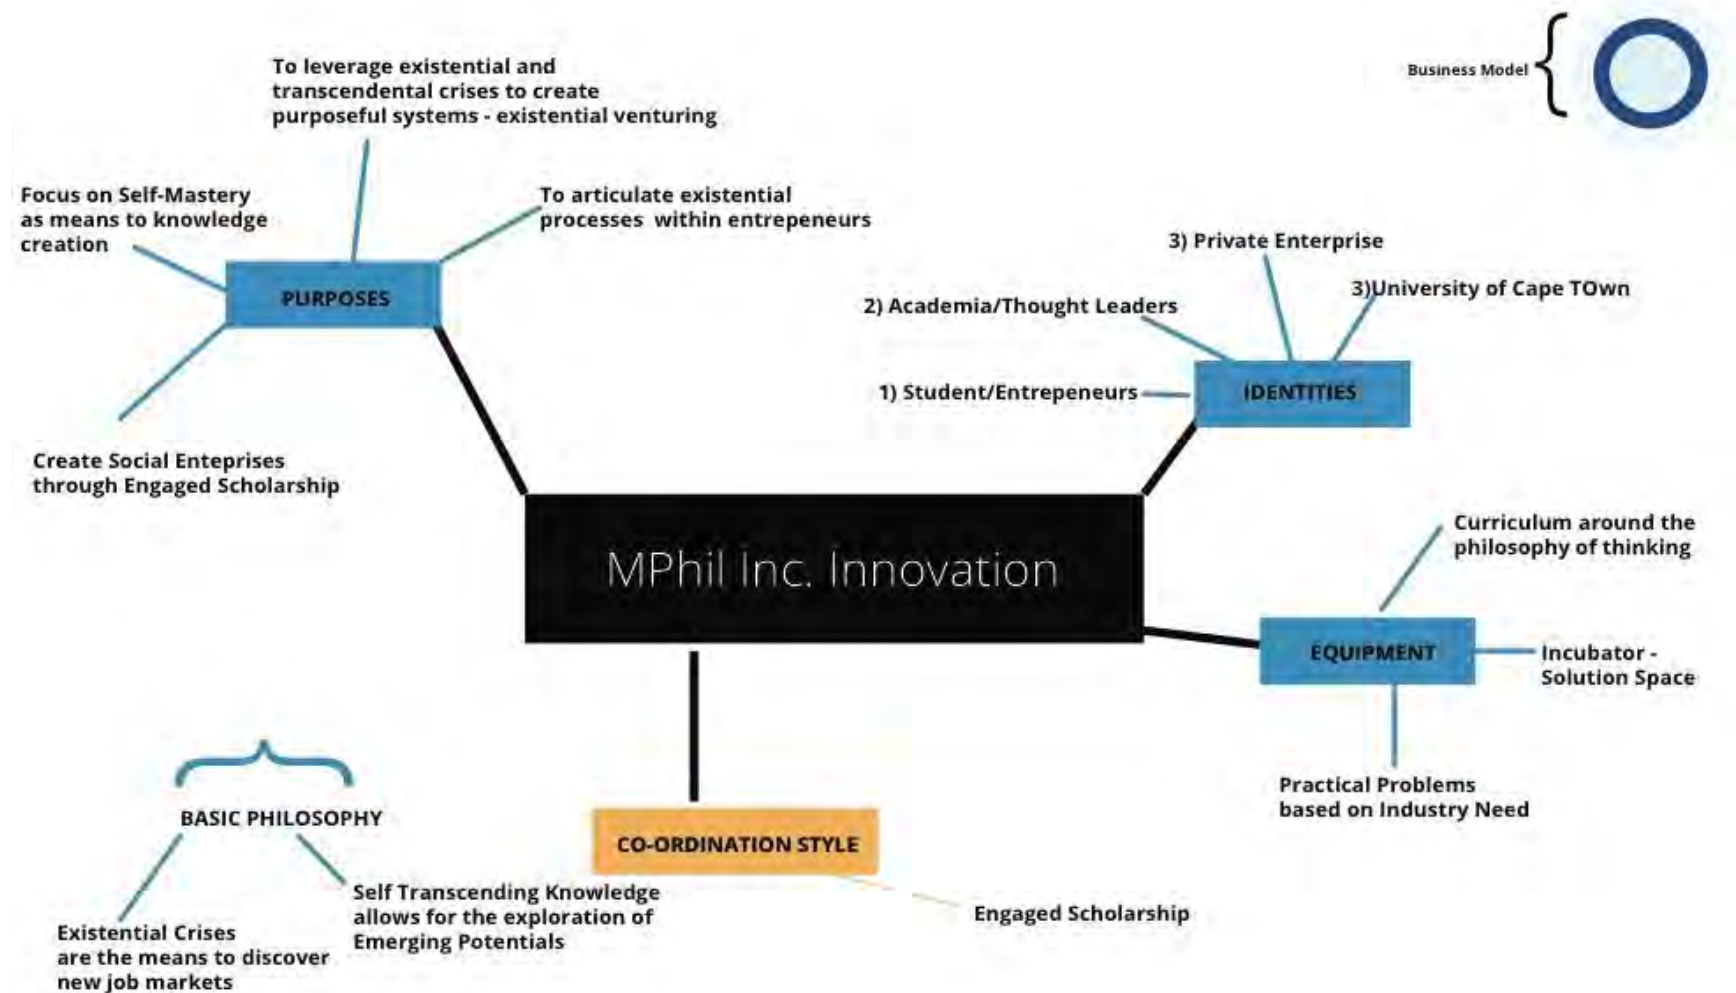 To leverage existential and
transcendental crises to create
purposeful systems - existential venturing
Business Model
Focus on Self-Mastery
as means to knowledge
creation
To articulate existential
processes within entrepeneurs
PURPOSES
3) Private Enterprise
3)University of Cape TOwn
2) Academia/Thought Leaders
1) Student/Entrepeneurs
IDENTITIES
Create Social Enteprises
through Engaged Scholarship
MPhil Inc. Innovation
Curriculum around the
philosophy of thinking
EQUIPMENT
Incubator -
Solution Space
Practical Problems
based on Industry Need
BASIC PHILOSOPHY
CO-ORDINATION STYLE
Self Transcending Knowledge
allows for the exploration of
Emerging Potentials
Engaged Scholarship
Existential Crises
are the means to discover
new job markets